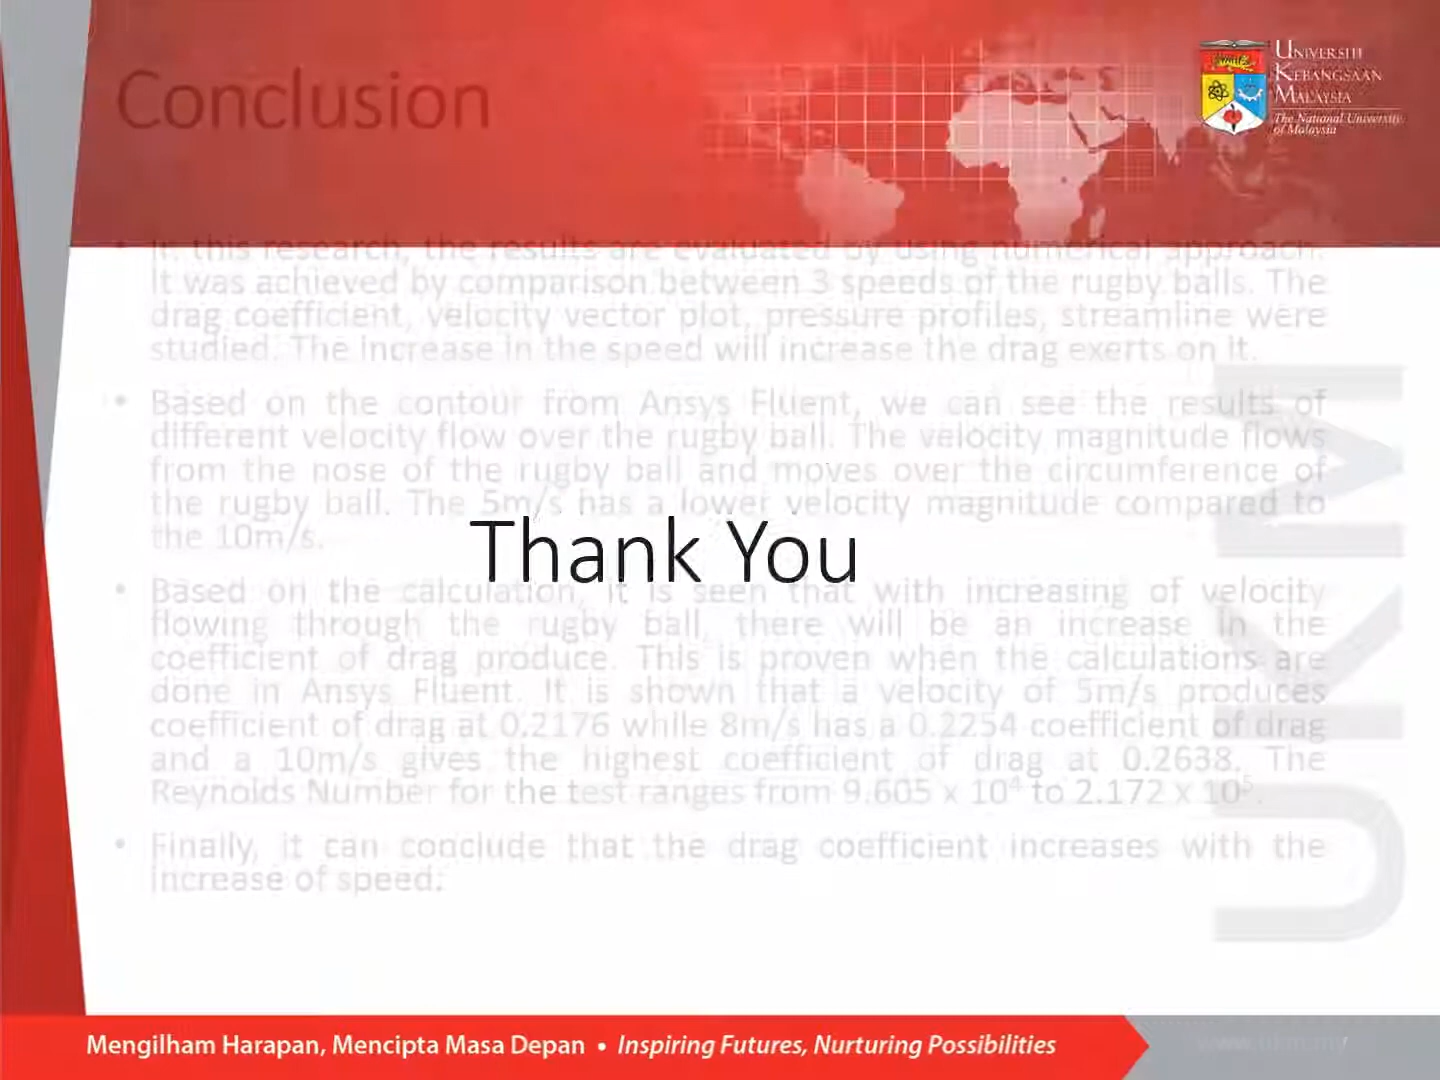 Conclusion
UNIVERSITI
KEBANGSAAN
MALAYSIA
The National University
of Malaysia
• In this research, the results are evaluated by using numerical approach.
It was achieved by comparison between 3 speeds of the rugby balls. The
drag coefficient, velocity vector plot, pressure profiles, streamline were
studied. The increase in the speed will increase the drag exerts on it.
• Based on the contour from Ansys Fluent, we can see the results of
different velocity flow over the rugby ball. The velocity magnitude flows
from the nose of the rugby ball and moves over the circumference of
the rugby ball. The 5m/s has a lower velocity magnitude compared to
the 10m/s.
Thank You
• Based on the calculation, it is seen that with increasing of velocity
flowing through the rugby ball, there will be an increase in the
coefficient of drag produce. This is proven when the calculations are
done in Ansys Fluent. It is shown that a velocity of 5m/s produces
coefficient of drag at 0.2176 while 8m/s has a 0.2254 coefficient of drag
and a 10m/s gives the highest coefficient of drag at 0.2638. The
Reynolds Number for the test ranges from 9.605 x 10⁴ to 2.172 x 10⁵.
• Finally, it can conclude that the drag coefficient increases with the
increase of speed.
UKM
Mengilham Harapan, Mencipta Masa Depan • Inspiring Futures, Nurturing Possibilities